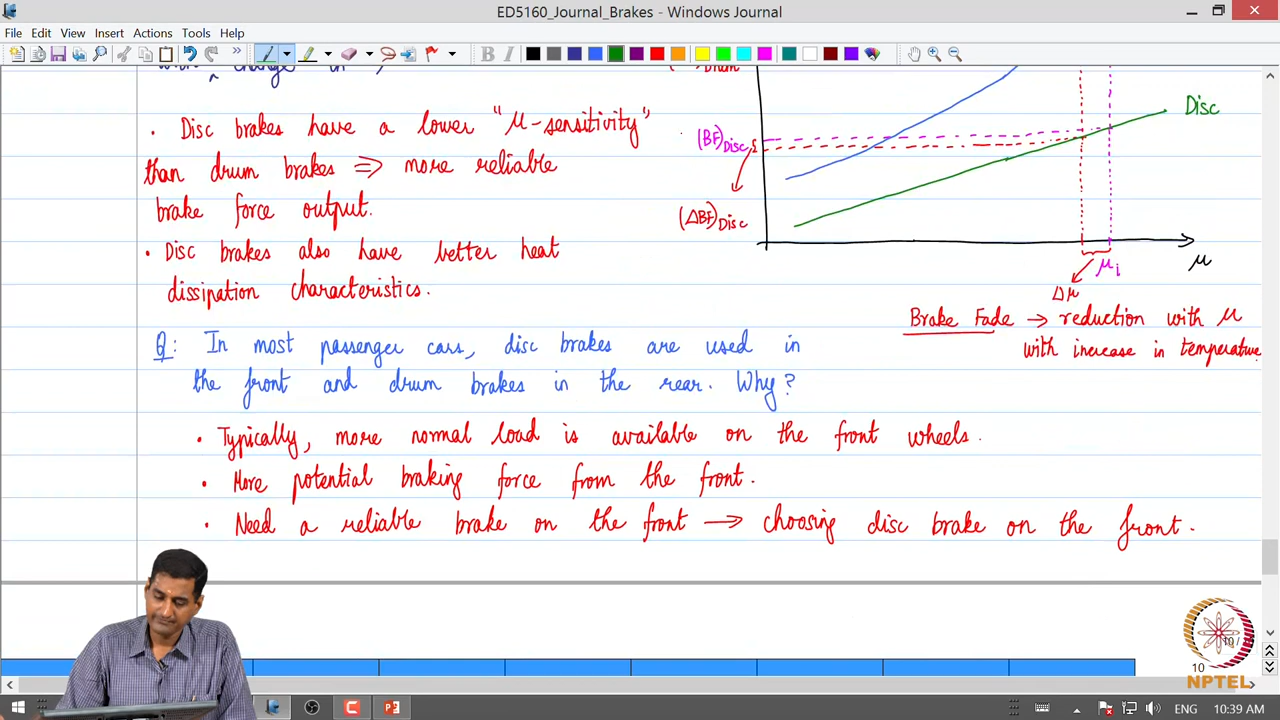 ED5160_Journal_Brakes - Windows Journal
File Edit View Insert Actions Tools Help
change in
Drum
• Disc brakes have a lower "μ-sensitivity"
than drum brakes ⇒ more reliable
brake force output.
• Disc brakes also have better heat
dissipation characteristics.
(BF)Disc
(ΔBF)Disc
Disc
μ
μi
Δμ
Brake Fade → reduction with μ
with increase in temperature
Q: In most passenger cars, disc brakes are used in
the front and drum brakes in the rear. Why?
• Typically, more normal load is available on the front wheels.
• More potential braking force from the front.
• Need a reliable brake on the front → choosing disc brake on the front.
10
NPTEL
ENG 10:39 AM